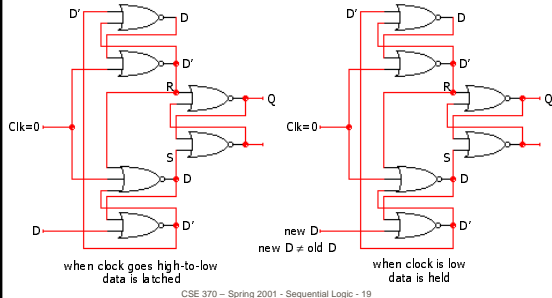 D'
D
D'
R
Q
Clk=0
S
D
D
D'
when clock goes high-to-low
data is latched
D'
D
D'
R
Q
Clk=0
S
D
new D
D'
new D ≠ old D
when clock is low
data is held
CSE 370 – Spring 2001 - Sequential Logic - 19